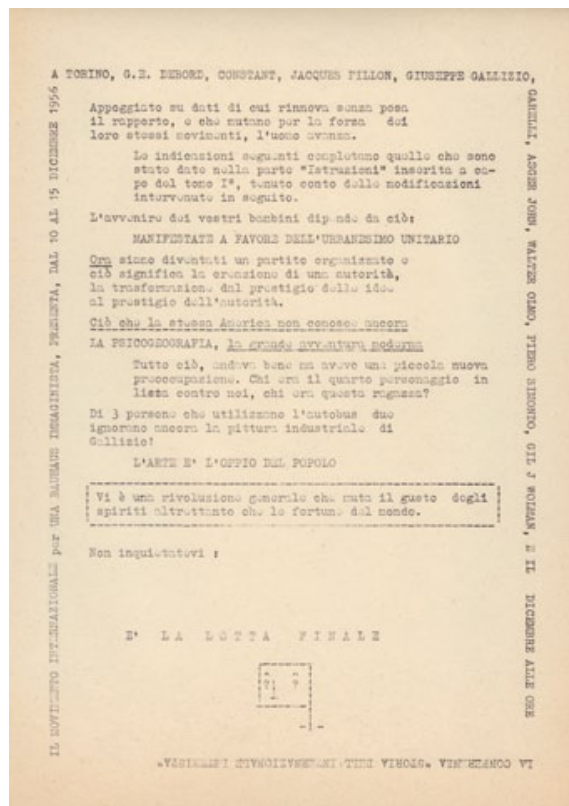 A TORINO, G.E. DEBORD, CONSTANT, JACQUES FILLON, GIUSEPPE GALLIZIO,
GARELLI, ASGER JORN, WALTER OLMO, PIERO SIMONDO, GIL J WOLMAN, E IL DICEMBRE ALLE ORE
LA CONFERENZA "STORIA DELL'INTERNAZIONALE LETTRISTA".
IL MOVIMENTO INTERNAZIONALE per UNA BAUHAUS IMMAGINISTA, PRESENTA, DAL 10 AL 15 DICEMBRE 1956
Appoggiato su dati di cui rinnova senza posa
il rapporto, e che mutano per la forza dei
loro stessi movimenti, l'uomo avanza.
Le indicazioni seguenti completano quelle che sono
state date nella parte "Istruzioni" inserita a ca-
po del tomo I°, tenuto conto delle modificazioni
intervenute in seguito.
L'avvenire dei vostri bambini dipende da ciò:
MANIFESTATE A FAVORE DELL'URBANESIMO UNITARIO
Ora siamo diventati un partito organizzato e
ciò significa la creazione di una autorità,
la trasformazione del prestigio delle idee
al prestigio dell'autorità.
Ciò che la stessa America non conosce ancora
LA PSICOGEOGRAFIA, la grande avventura moderna
Tutto ciò, andava bene ma avevo una piccola nuova
preoccupazione. Chi era il quarto personaggio in
lista contro noi, chi era questa ragazza?
Di 3 persone che utilizzano l'autobus due
ignorano ancora la pittura industriale di
Gallizio!
L'ARTE E' L'OPPIO DEL POPOLO
Vi è una rivoluzione generale che muta il gusto degli
spiriti altrettanto che le fortune del mondo.
Non inquietatevi :
E' LA LOTTA FINALE